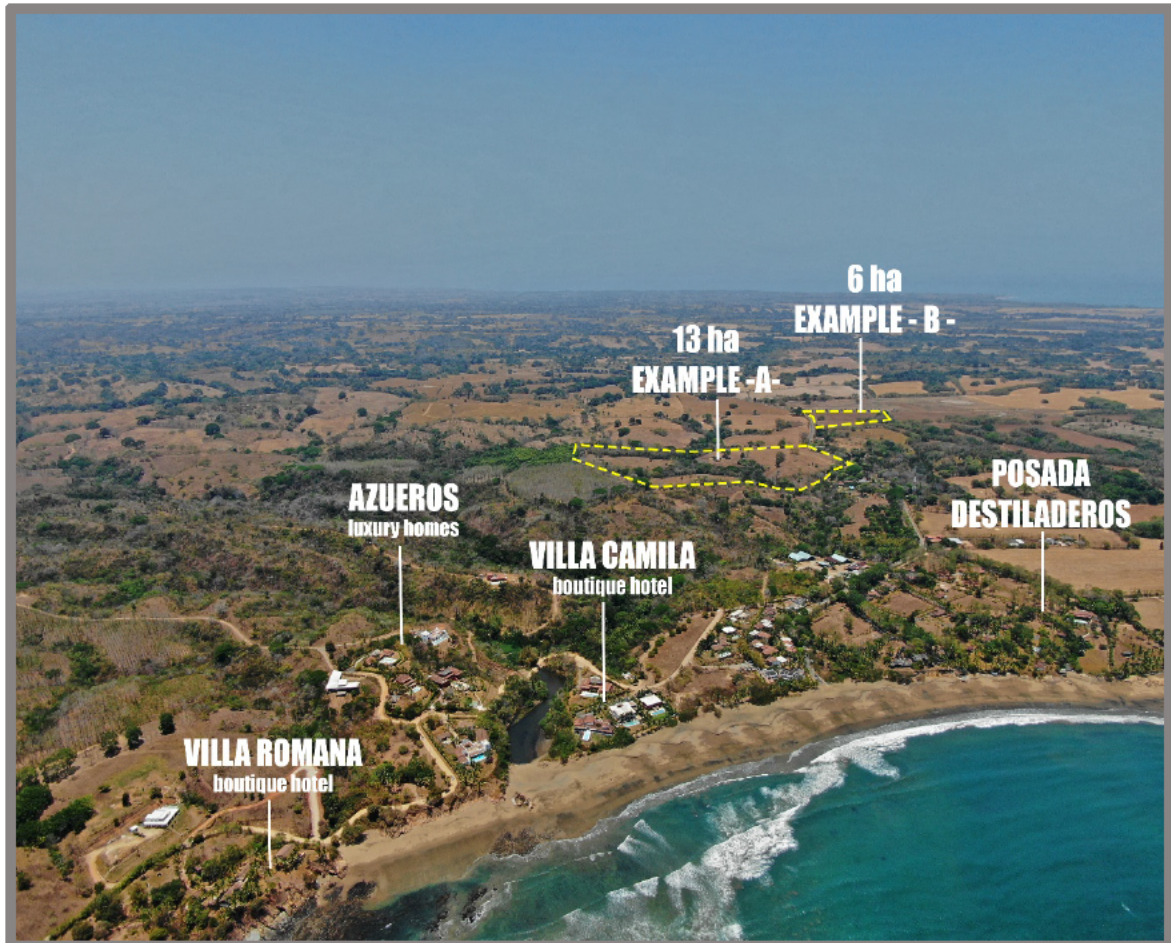 6 ha
EXAMPLE - B -
13 ha
EXAMPLE -A-
POSADA
DESTILADEROS
AZUEROS
luxury homes
VILLA CAMILA
boutique hotel
VILLA ROMANA
boutique hotel